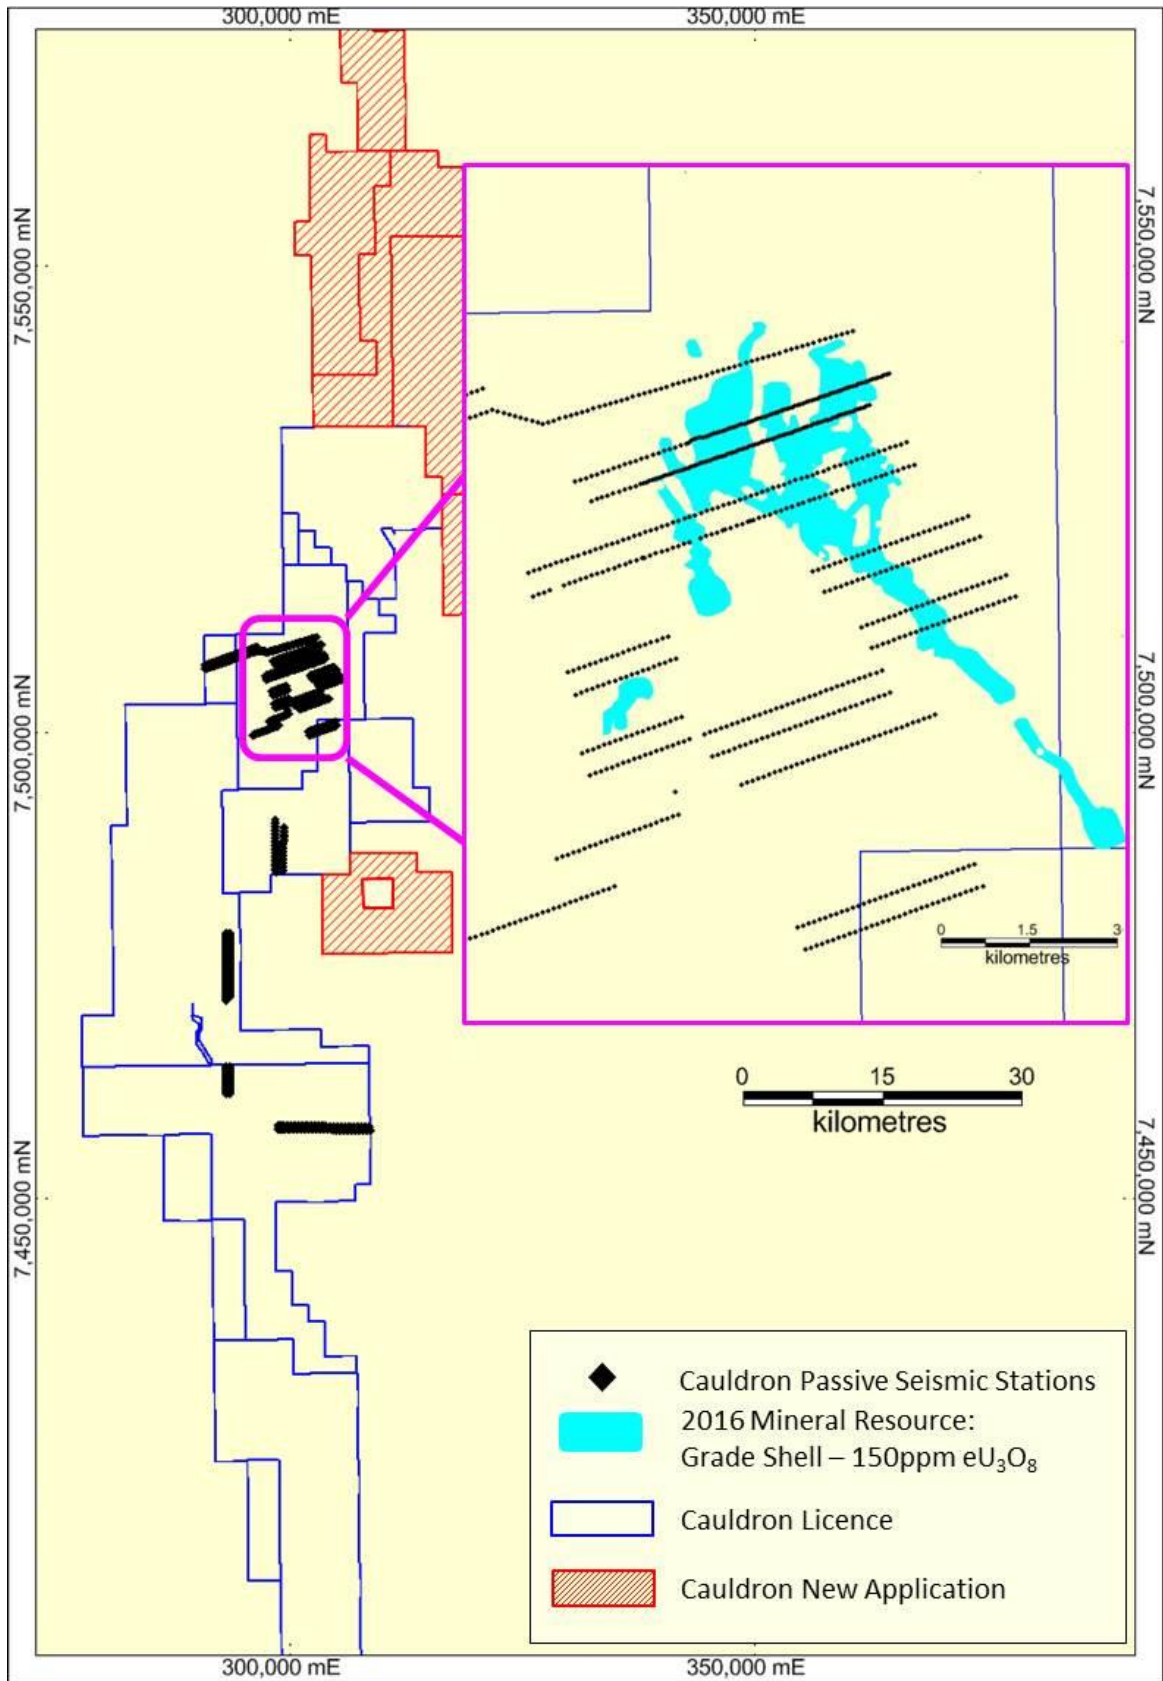 300,000 mE
350,000 mE
7,550,000 mN
7,550,000 mN
7,500,000 mN
7,500,000 mN
7,450,000 mN
7,450,000 mN
0 1.5 3
kilometres
0 15 30
kilometres
Cauldron Passive Seismic Stations
2016 Mineral Resource:
Grade Shell – 150ppm eU₃O₈
Cauldron Licence
Cauldron New Application
300,000 mE
350,000 mE